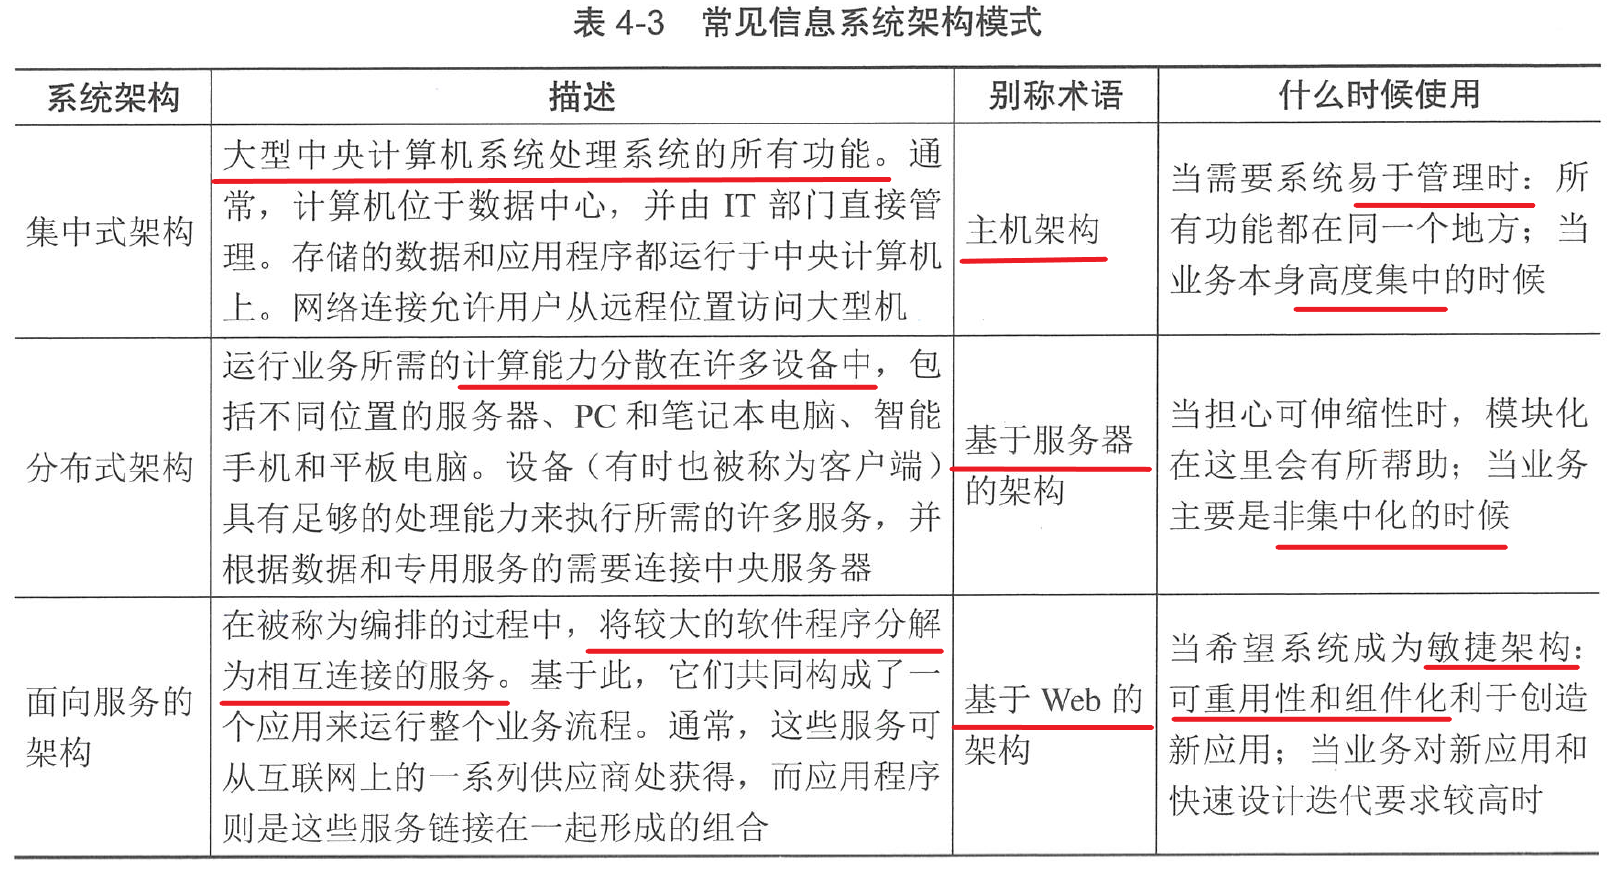 表 4-3 常见信息系统架构模式
系统架构
描述
别称术语
什么时候使用
集中式架构
大型中央计算机系统处理系统的所有功能。通
常，计算机位于数据中心，并由 IT 部门直接管
理。存储的数据和应用程序都运行于中央计算机
上。网络连接允许用户从远程位置访问大型机
主机架构
当需要系统易于管理时：所
有功能都在同一个地方；当
业务本身高度集中的时候
分布式架构
运行业务所需的计算能力分散在许多设备中，包
括不同位置的服务器、PC 和笔记本电脑、智能
手机和平板电脑。设备（有时也被称为客户端）
具有足够的处理能力来执行所需的许多服务，并
根据数据和专用服务的需要连接中央服务器
基于服务器
的架构
当担心可伸缩性时，模块化
在这里会有所帮助；当业务
主要是非集中化的时候
面向服务的
架构
在被称为编排的过程中，将较大的软件程序分解
为相互连接的服务。基于此，它们共同构成了一
个应用来运行整个业务流程。通常，这些服务可
从互联网上的一系列供应商处获得，而应用程序
则是这些服务链接在一起形成的组合
基于 Web 的
架构
当希望系统成为敏捷架构：
可重用性和组件化利于创造
新应用；当业务对新应用和
快速设计迭代要求较高时